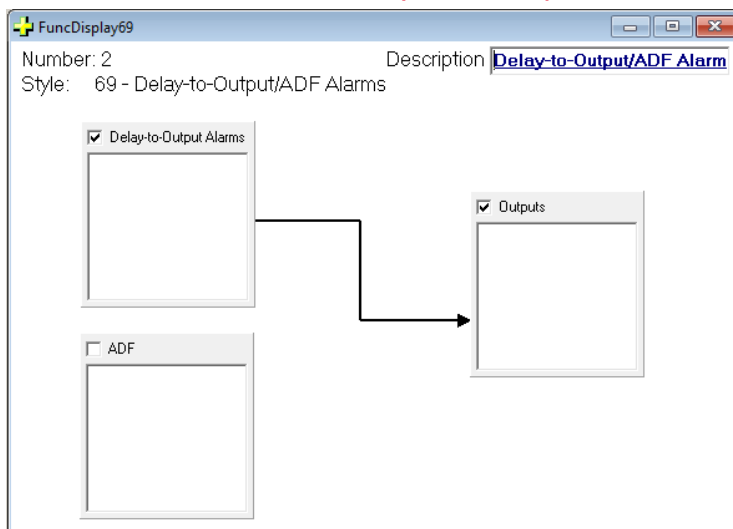 FuncDisplay69
Number: 2 Description Delay-to-Output/ADF Alarm
Style: 69 - Delay-to-Output/ADF Alarms
Delay-to-Output Alarms
Outputs
ADF